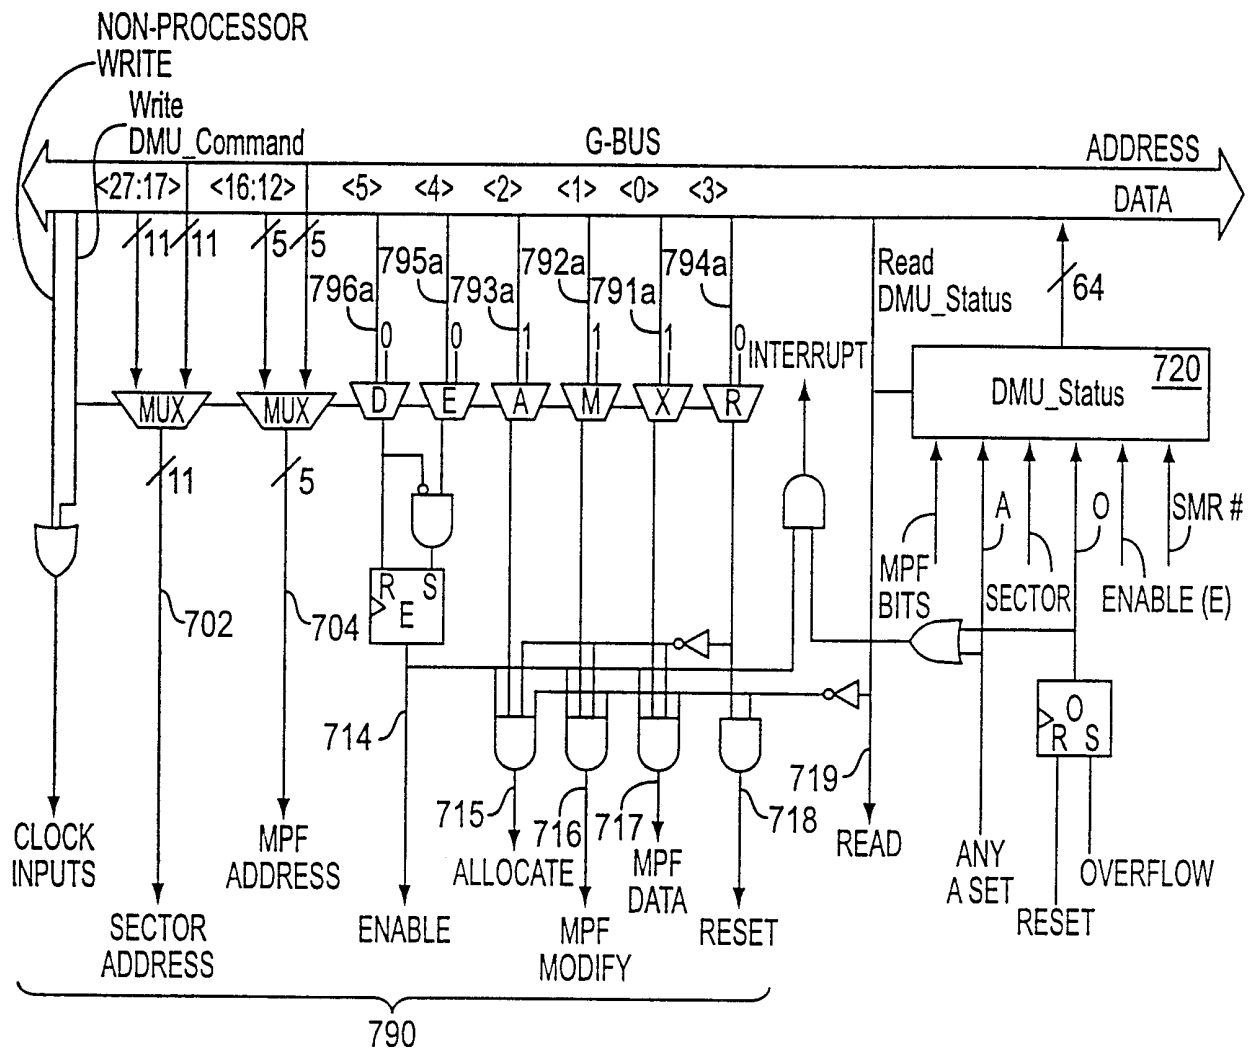 NON-PROCESSOR
WRITE
Write
DMU_Command
G-BUS
ADDRESS
<27:17>
<16:12>
<5>
<4>
<2>
<1>
<0>
<3>
DATA
11
11
5
5
796a
795a
793a
792a
791a
794a
Read
DMU_Status
64
0
0
1
1
1
0
INTERRUPT
DMU_Status
720
MUX
MUX
D
E
A
M
X
R
11
5
MPF
BITS
A
SECTOR
O
ENABLE (E)
SMR #
R
S
E
702
704
O
R
S
714
715
716
717
718
719
CLOCK
INPUTS
MPF
ADDRESS
ALLOCATE
MPF
DATA
READ
ANY
A SET
OVERFLOW
RESET
SECTOR
ADDRESS
ENABLE
MPF
MODIFY
RESET
790